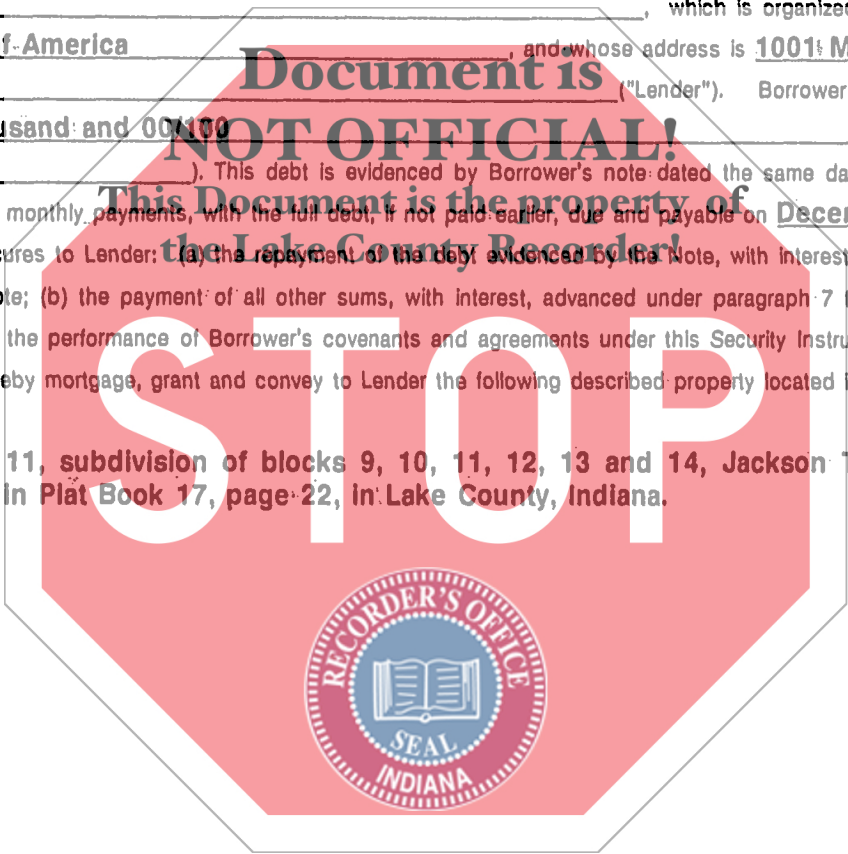 , which is organize
f America , and whose address is 1001 M
("Lender"). Borrower
usand and 00/100
). This debt is evidenced by Borrower's note dated the same da
monthly payments, with the full debt, if not paid earlier, due and payable on Decem
ures to Lender: (a) the repayment of the debt evidenced by the Note, with interest
te; (b) the payment of all other sums, with interest, advanced under paragraph 7
the performance of Borrower's covenants and agreements under this Security Instru
eby mortgage, grant and convey to Lender the following described property located i
11, subdivision of blocks 9, 10, 11, 12, 13 and 14, Jackson T
in Plat Book 17, page 22, in Lake County, Indiana.
Document is
NOT OFFICIAL!
This Document is the property of
the Lake County Recorder!
STOP
RECORDER'S OFFICE
SEAL
INDIANA